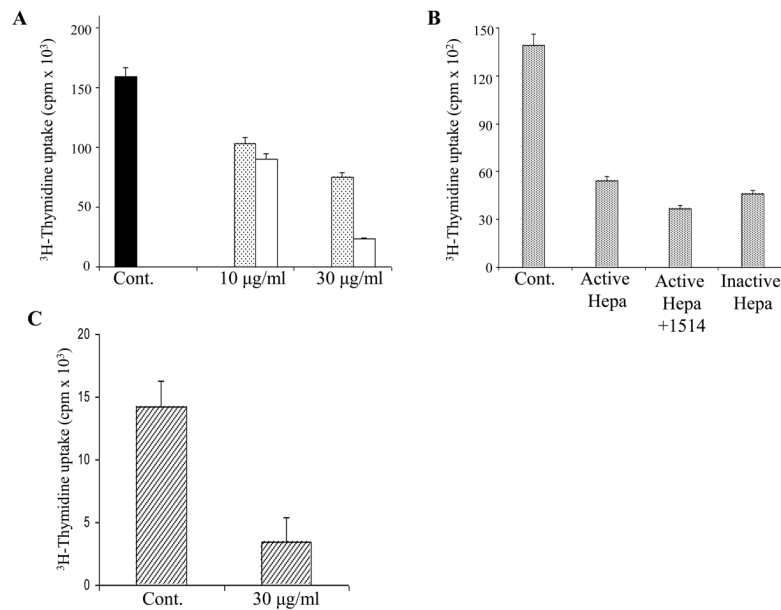 A
³H-Thymidine uptake (cpm x 10³)
200
150
100
50
0
Cont.
10 µg/ml
30 µg/ml
B
³H-Thymidine uptake (cpm x 10²)
150
120
90
60
30
0
Cont.
Active
Hepa
Active
Hepa
+1514
Inactive
Hepa
C
³H-Thymidine uptake (cpm x 10³)
20
15
10
5
0
Cont.
30 µg/ml